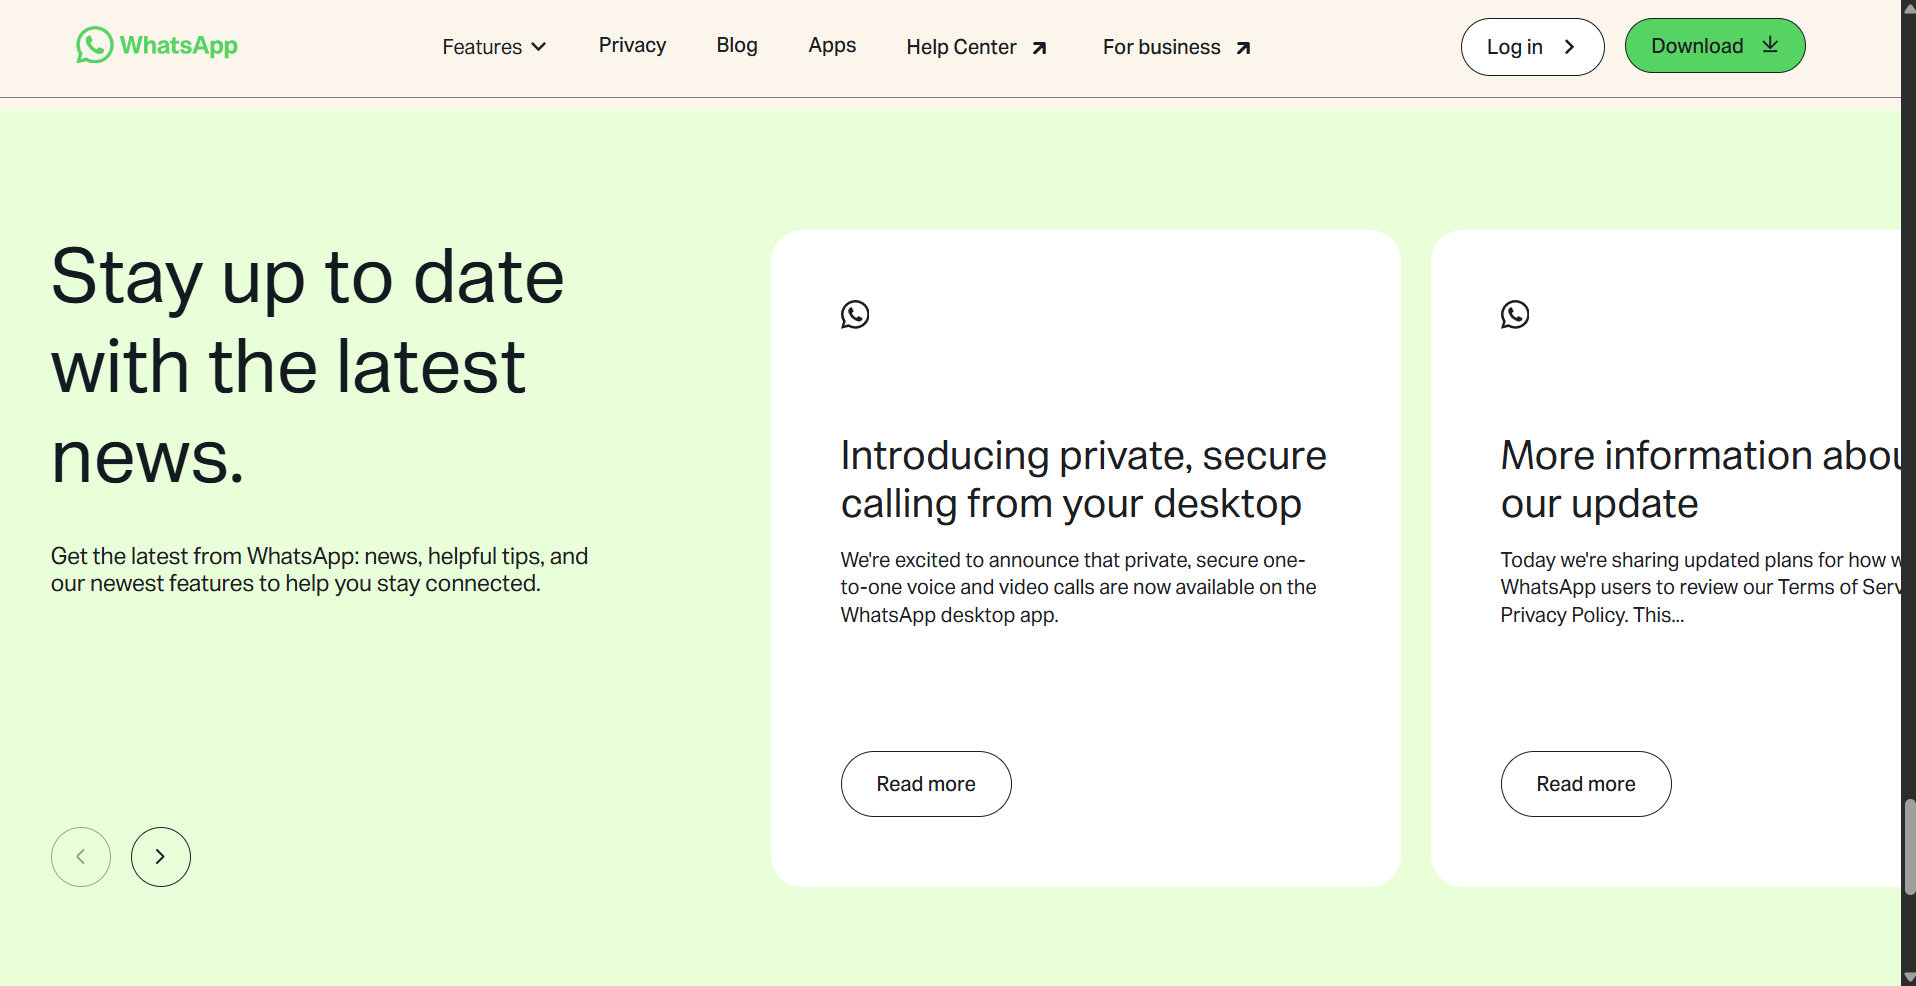 WhatsApp
Features
Privacy
Blog
Apps
Help Center
For business
Log in
Download
Stay up to date
with the latest
news.
Get the latest from WhatsApp: news, helpful tips, and
our newest features to help you stay connected.
Introducing private, secure
calling from your desktop
We're excited to announce that private, secure one-
to-one voice and video calls are now available on the
WhatsApp desktop app.
Read more
More information
our update
Today we're sharing updated plans for how
WhatsApp users to review our Terms of
Privacy Policy. This...
Read more